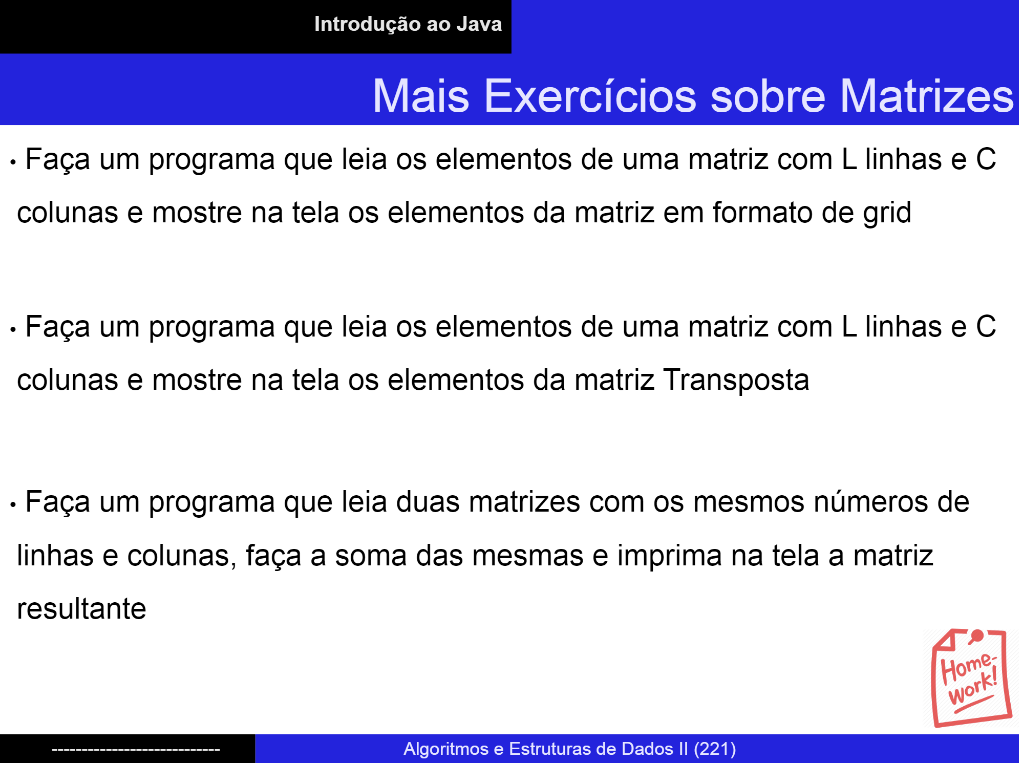 Introdução ao Java
Mais Exercícios sobre Matrizes
• Faça um programa que leia os elementos de uma matriz com L linhas e C
colunas e mostre na tela os elementos da matriz em formato de grid
• Faça um programa que leia os elementos de uma matriz com L linhas e C
colunas e mostre na tela os elementos da matriz Transposta
• Faça um programa que leia duas matrizes com os mesmos números de
linhas e colunas, faça a soma das mesmas e imprima na tela a matriz
resultante
Home-
work!
---------------------------- Algoritmos e Estruturas de Dados II (221)